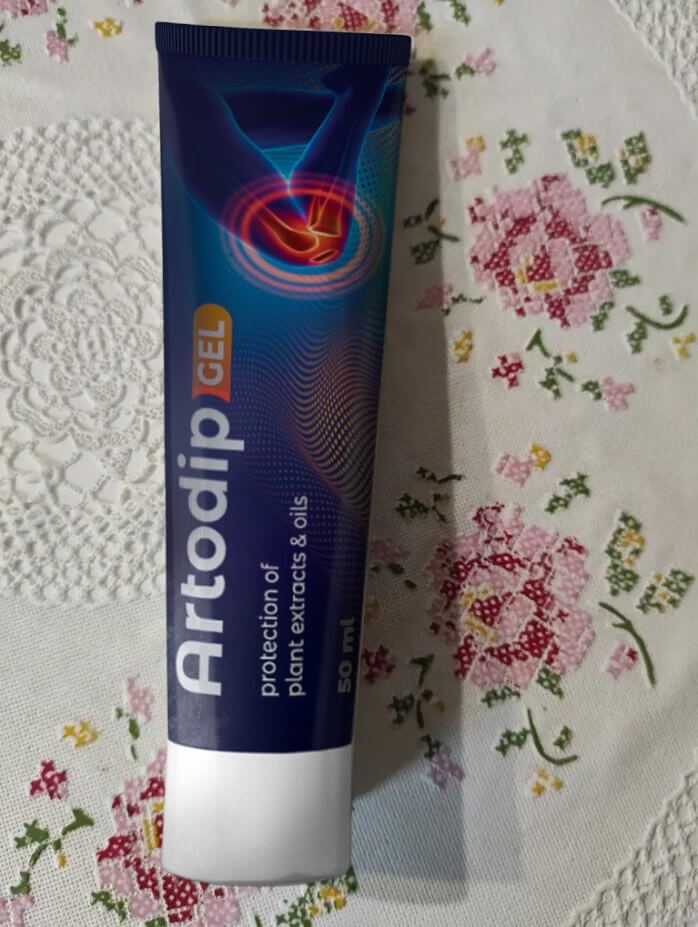 Artodip GEL
protection of
plant extracts & oils
50 ml